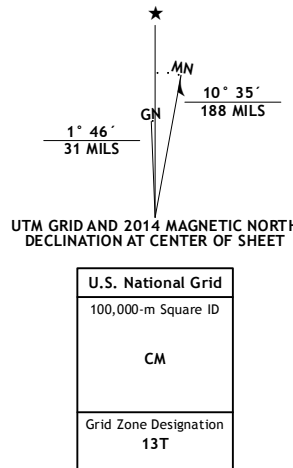 MN
GN
10° 35´
188 MILS
1° 46´
31 MILS
UTM GRID AND 2014 MAGNETIC NORTH
DECLINATION AT CENTER OF SHEET
U.S. National Grid
100,000-m Square ID
CM
Grid Zone Designation
13T